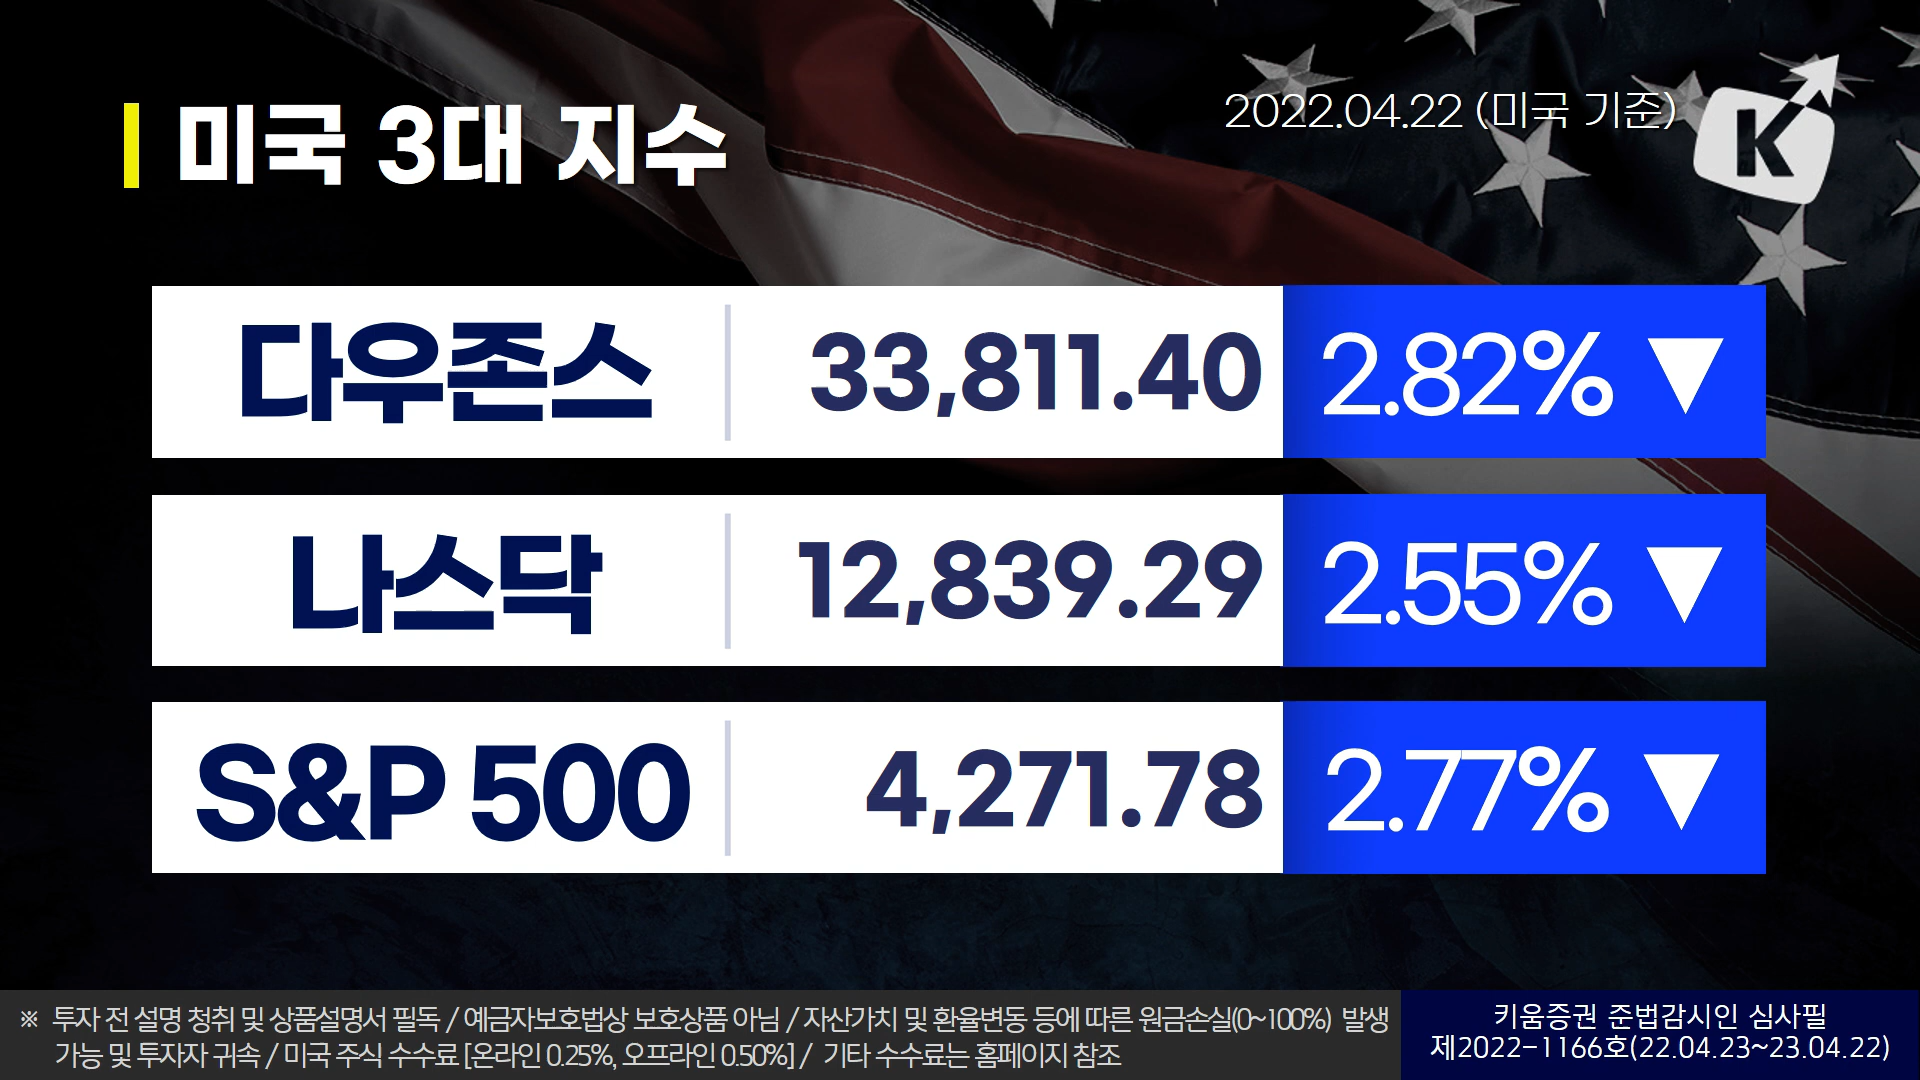 미국 3대 지수
2022.04.22 (미국 기준)
K
다우존스 33,811.40 2.82% ▼
나스닥 12,839.29 2.55% ▼
S&P 500 4,271.78 2.77% ▼
※ 투자 전 설명 청취 및 상품설명서 필독 / 예금자보호법상 보호상품 아님 / 자산가치 및 환율변동 등에 따른 원금손실(0~100%) 발생
가능 및 투자자 귀속 / 미국 주식 수수료 [온라인 0.25%, 오프라인 0.50%] / 기타 수수료는 홈페이지 참조
키움증권 준법감시인 심사필
제2022-1166호(22.04.23~23.04.22)